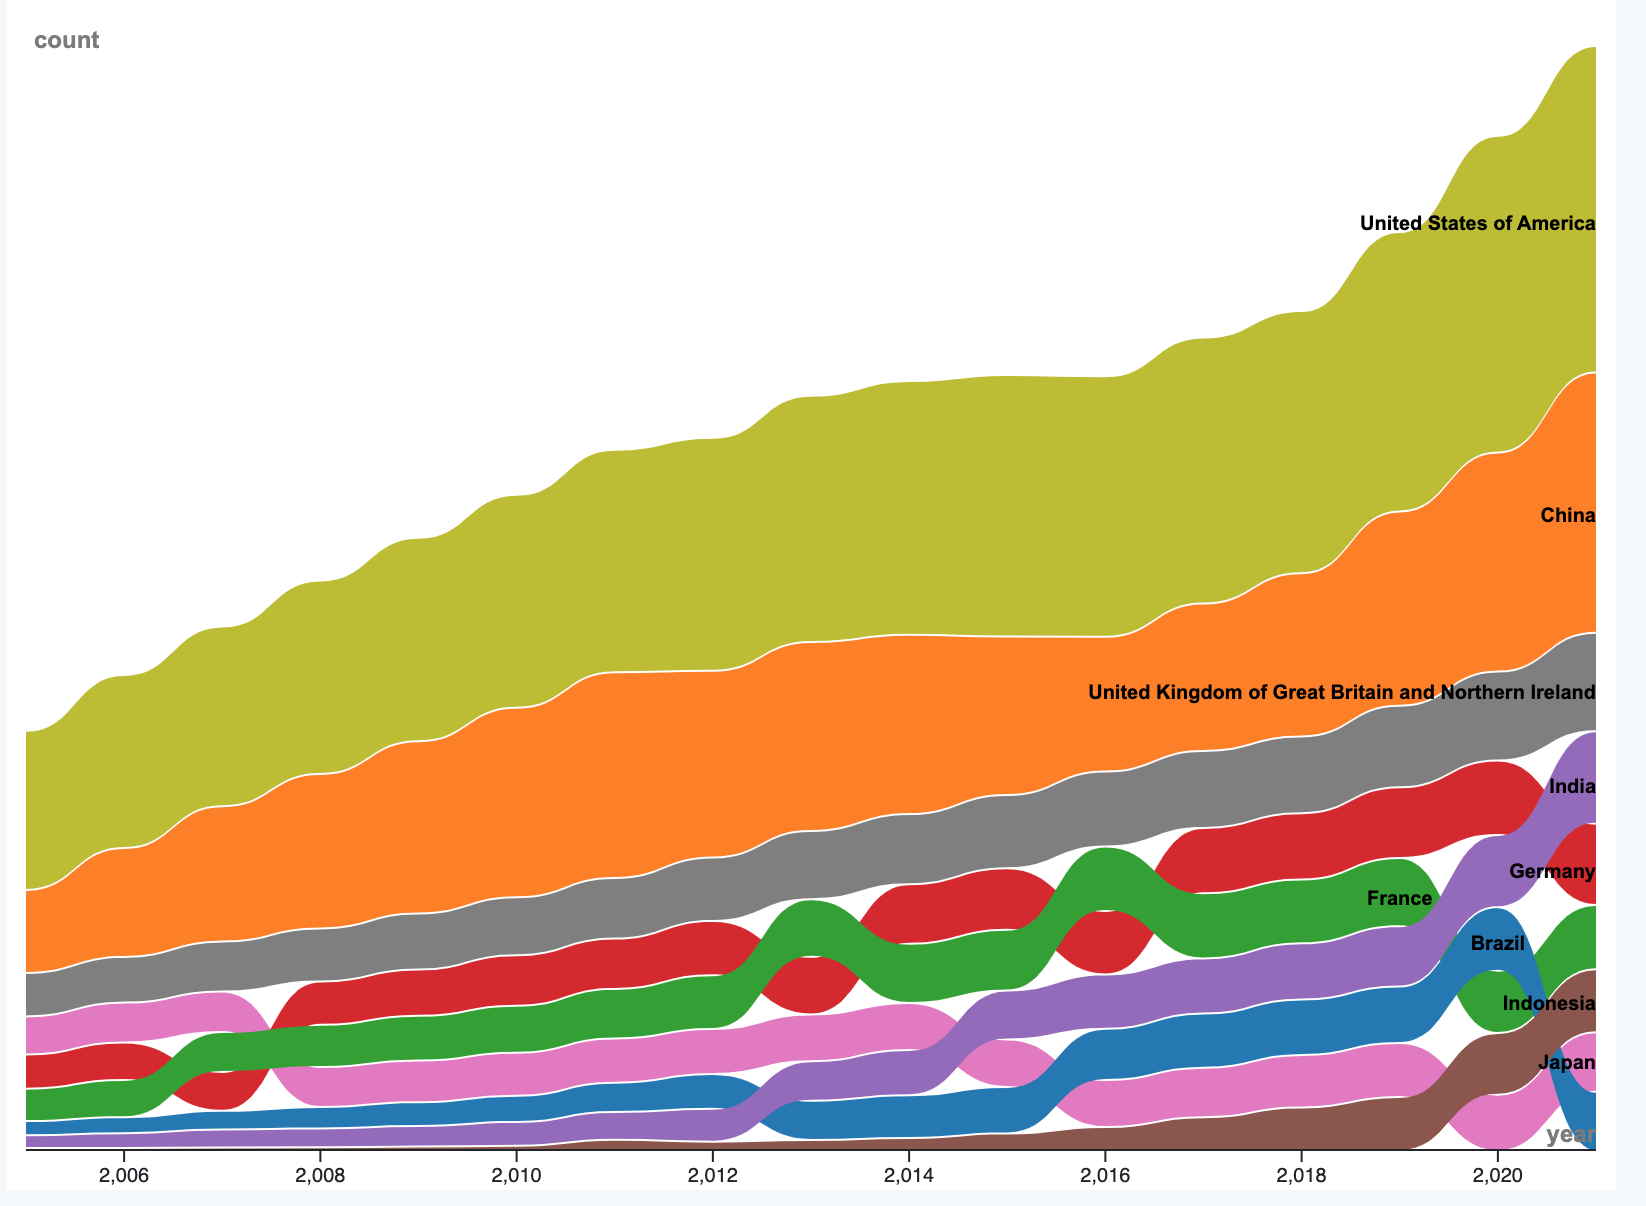 count
United States of America
China
United Kingdom of Great Britain and Northern Ireland
India
Germany
France
Brazil
Indonesia
Japan
year
2,006 2,008 2,010 2,012 2,014 2,016 2,018 2,020